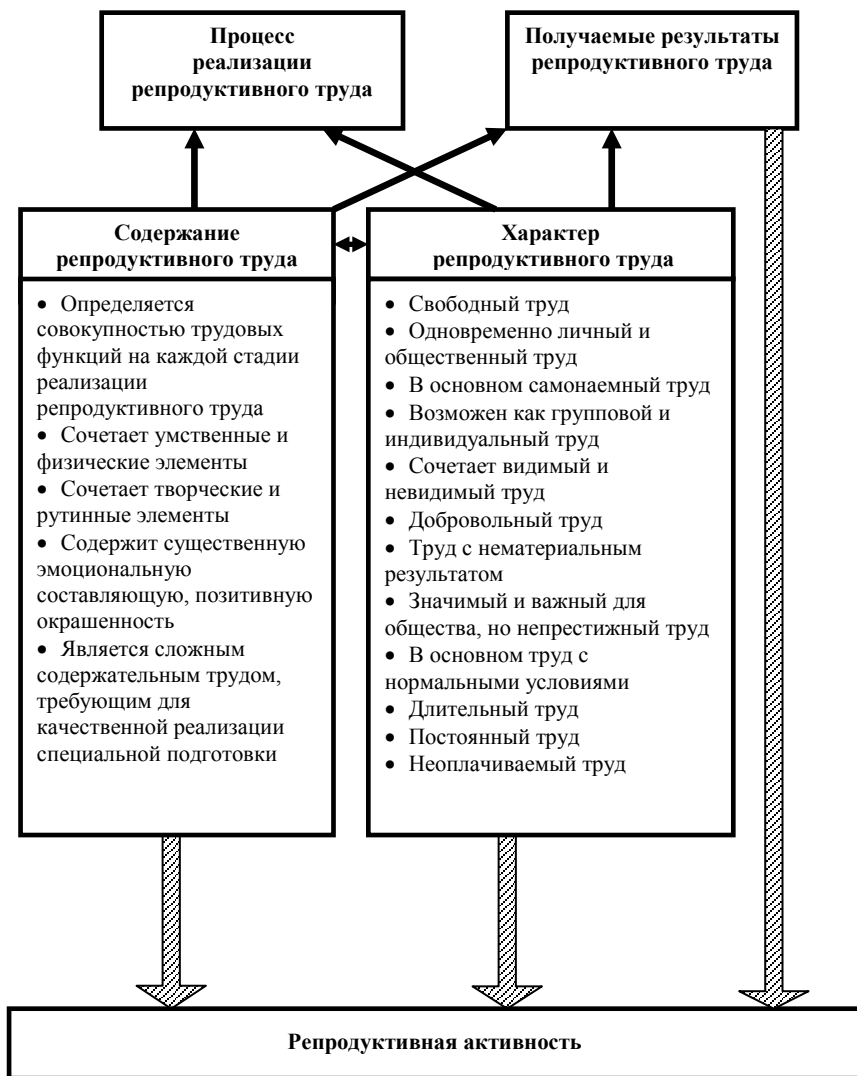 Процесс
реализации
репродуктивного труда
Получаемые результаты
репродуктивного труда
Содержание
репродуктивного труда
• Определяется
совокупностью трудовых
функций на каждой стадии
реализации
репродуктивного труда
• Сочетает умственные и
физические элементы
• Сочетает творческие и
рутинные элементы
• Содержит существенную
эмоциональную
составляющую, позитивную
окрашенность
• Является сложным
содержательным трудом,
требующим для
качественной реализации
специальной подготовки
Характер
репродуктивного труда
• Свободный труд
• Одновременно личный и
общественный труд
• В основном самонаемный труд
• Возможен как групповой и
индивидуальный труд
• Сочетает видимый и
невидимый труд
• Добровольный труд
• Труд с нематериальным
результатом
• Значимый и важный для
общества, но непрестижный труд
• В основном труд с
нормальными условиями
• Длительный труд
• Постоянный труд
• Неоплачиваемый труд
Репродуктивная активность